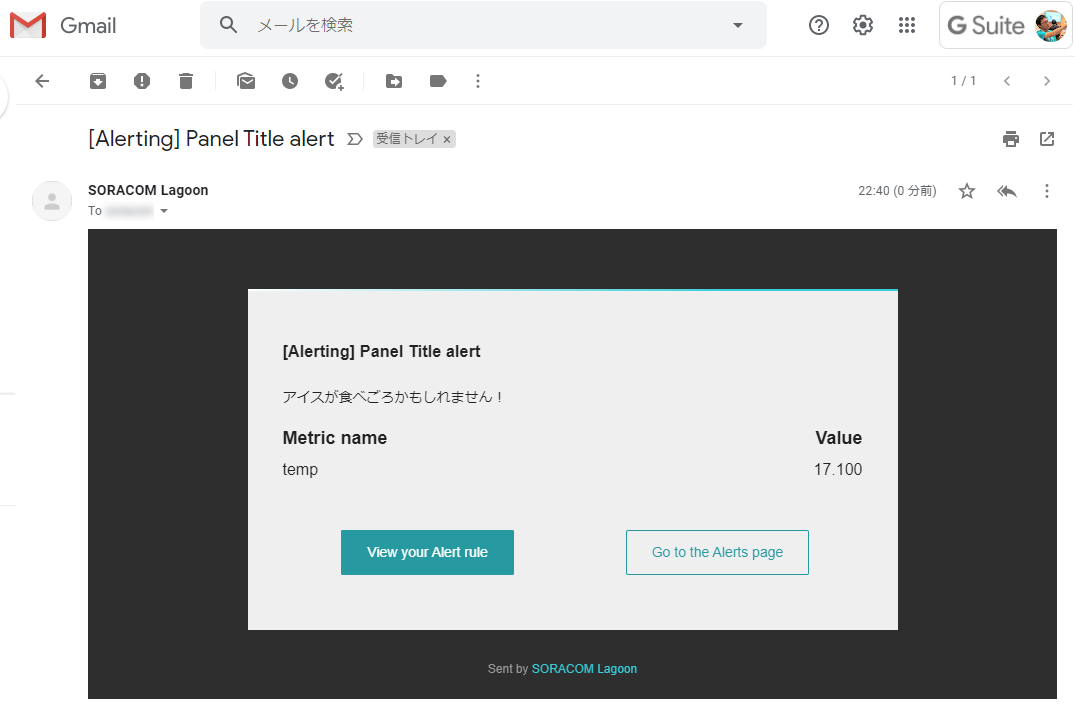 Gmail
メールを検索
G Suite
1 / 1
[Alerting] Panel Title alert
受信トレイ ×
SORACOM Lagoon
22:40 (0 分前)
To
[Alerting] Panel Title alert
アイスが食べごろかもしれません！
Metric name Value
temp 17.100
View your Alert rule Go to the Alerts page
Sent by SORACOM Lagoon